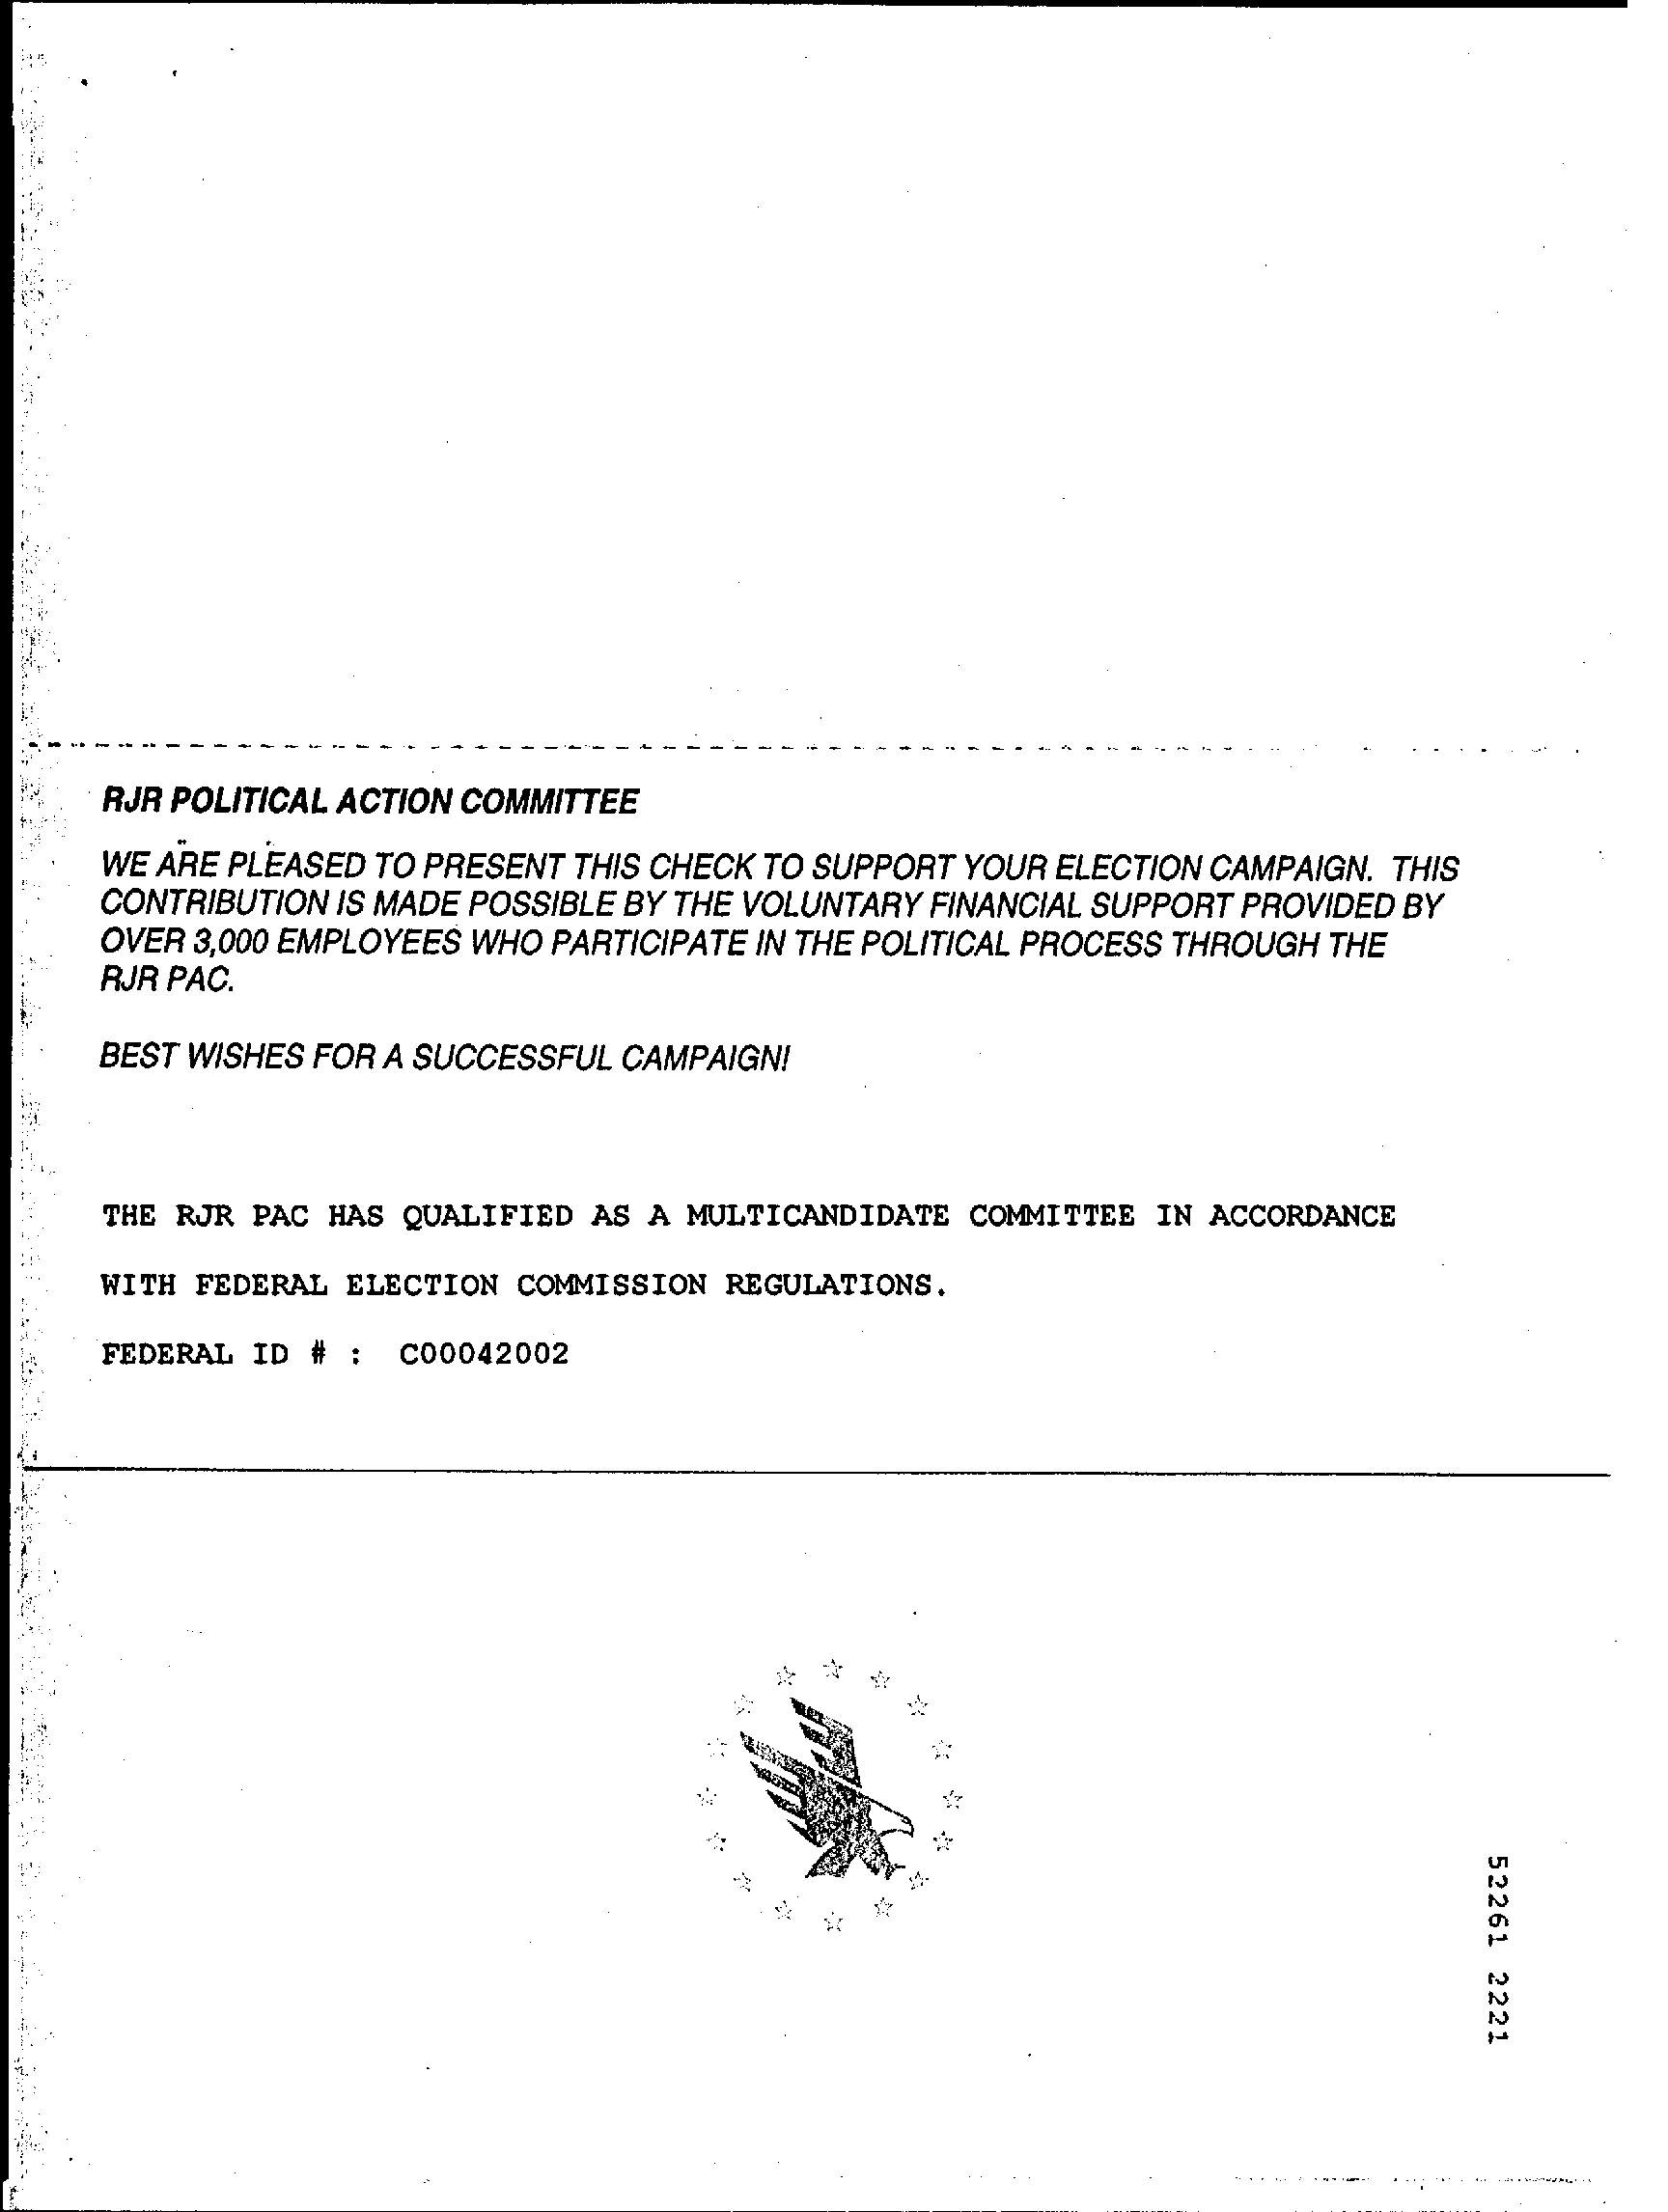 RJR POLITICAL ACTION COMMITTEE
WE ARE PLEASED TO PRESENT THIS CHECK TO SUPPORT YOUR ELECTION CAMPAIGN. THIS
CONTRIBUTION IS MADE POSSIBLE BY THE VOLUNTARY FINANCIAL SUPPORT PROVIDED BY
OVER 3,000 EMPLOYEES WHO PARTICIPATE IN THE POLITICAL PROCESS THROUGH THE
RJR PAC.
BEST WISHES FOR A SUCCESSFUL CAMPAIGN!
THE RJR PAC HAS QUALIFIED AS A MULTICANDIDATE COMMITTEE IN ACCORDANCE
WITH FEDERAL ELECTION COMMISSION REGULATIONS.
FEDERAL ID # : C00042002
52261 2221